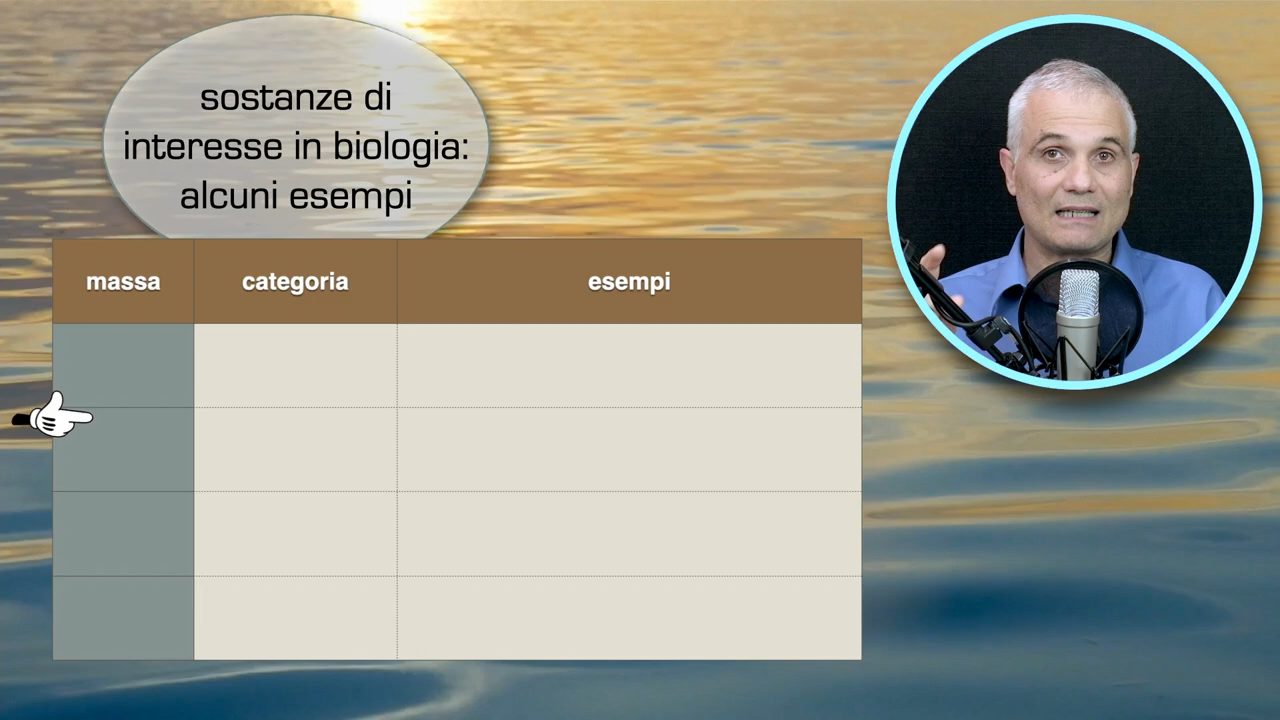 sostanze di
interesse in biologia:
alcuni esempi
massa categoria esempi